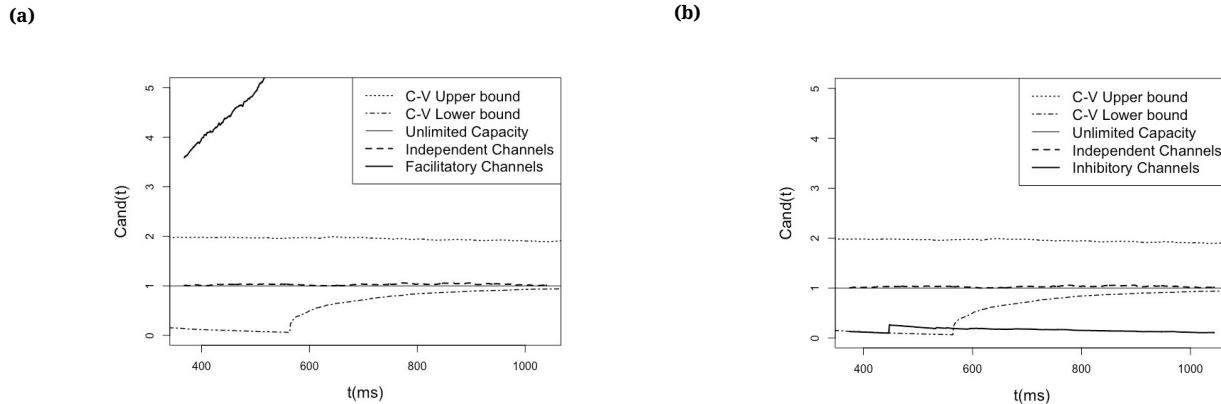 (a)
C-V Upper bound
C-V Lower bound
Unlimited Capacity
Independent Channels
Facilitatory Channels
Cand(t)
5
4
3
2
1
0
400 600 800 1000
t(ms)
(b)
C-V Upper bound
C-V Lower bound
Unlimited Capacity
Independent Channels
Inhibitory Channels
Cand(t)
5
4
3
2
1
0
400 600 800 1000
t(ms)